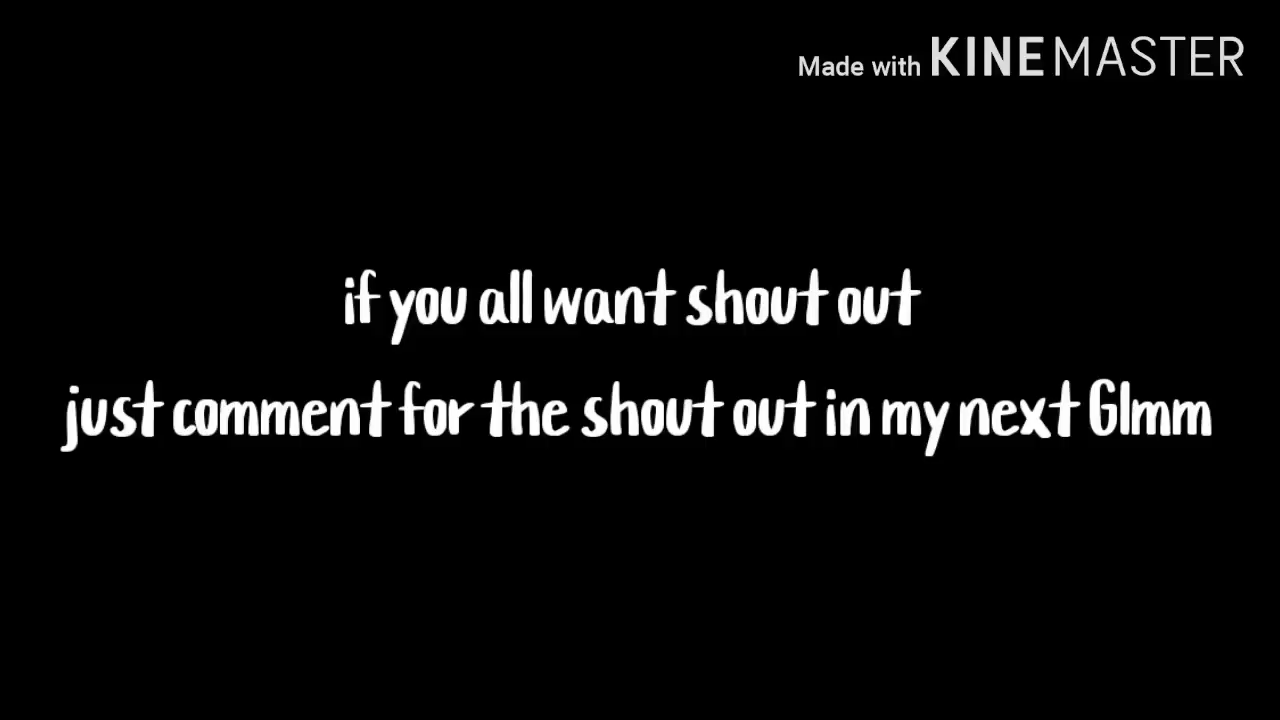 Made with KINEMASTER
if you all want shout out
just comment for the shout out in my next Glmm